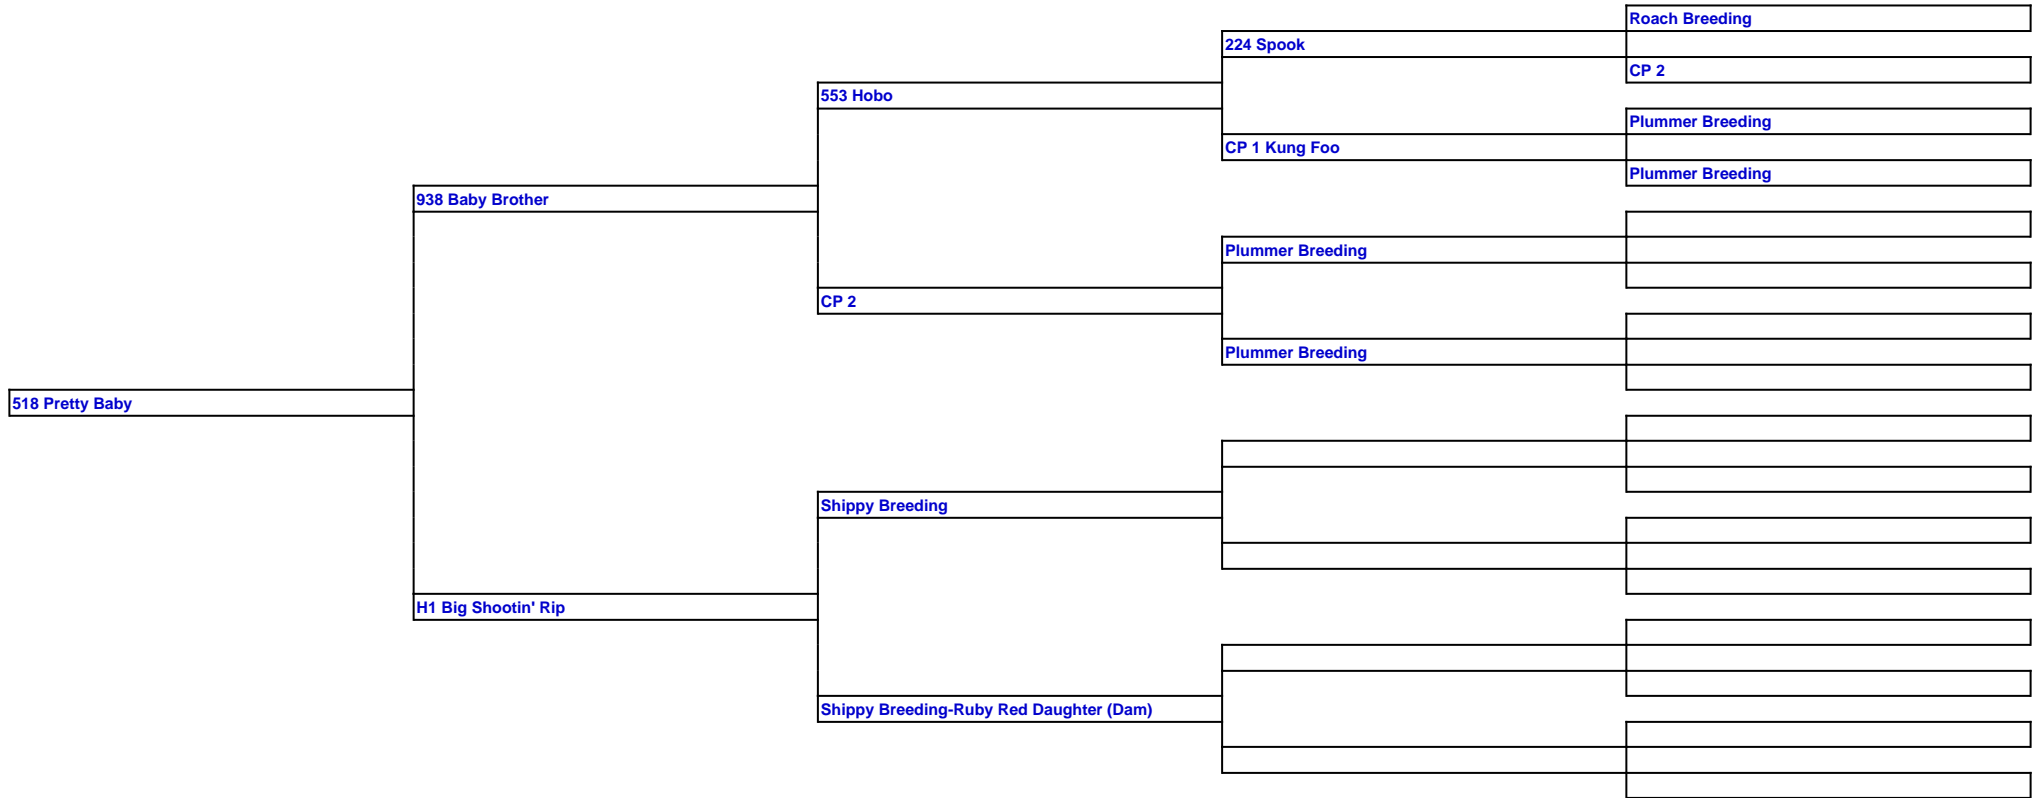 Roach Breeding
224 Spook
CP 2
553 Hobo
Plummer Breeding
CP 1 Kung Foo
Plummer Breeding
938 Baby Brother
Plummer Breeding
CP 2
Plummer Breeding
518 Pretty Baby
Shippy Breeding
H1 Big Shootin' Rip
Shippy Breeding-Ruby Red Daughter (Dam)